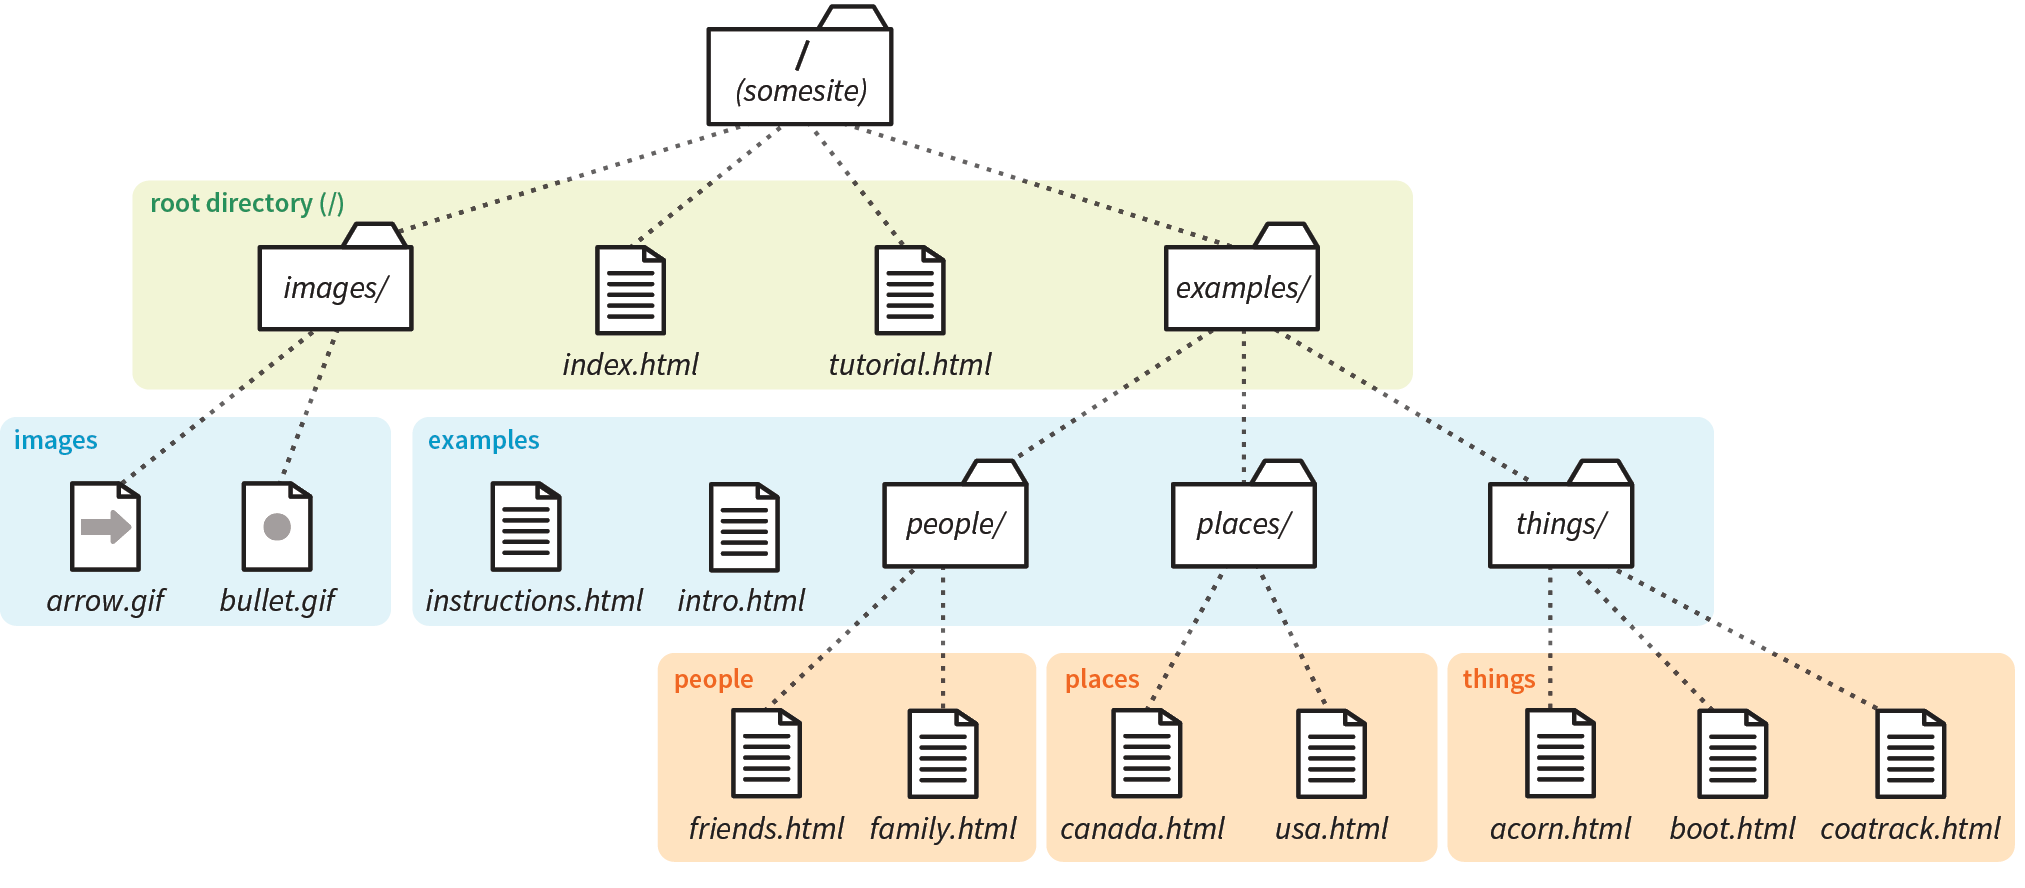 /
(somesite)
root directory (/)
images/
index.html
tutorial.html
examples/
images
arrow.gif
bullet.gif
examples
instructions.html
intro.html
people/
places/
things/
people
friends.html
family.html
places
canada.html
usa.html
things
acorn.html
boot.html
coatrack.html